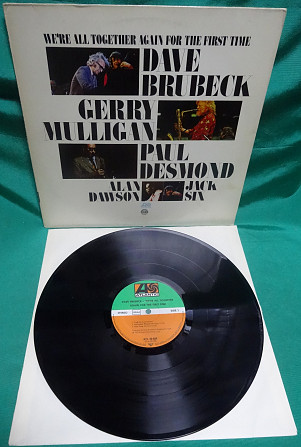 WE'RE ALL TOGETHER AGAIN FOR THE FIRST TIME
DAVE
BRUBECK
GERRY
MULLIGAN
PAUL
DESMOND
ALAN
DAWSON
JACK
SIX
ATLANTIC